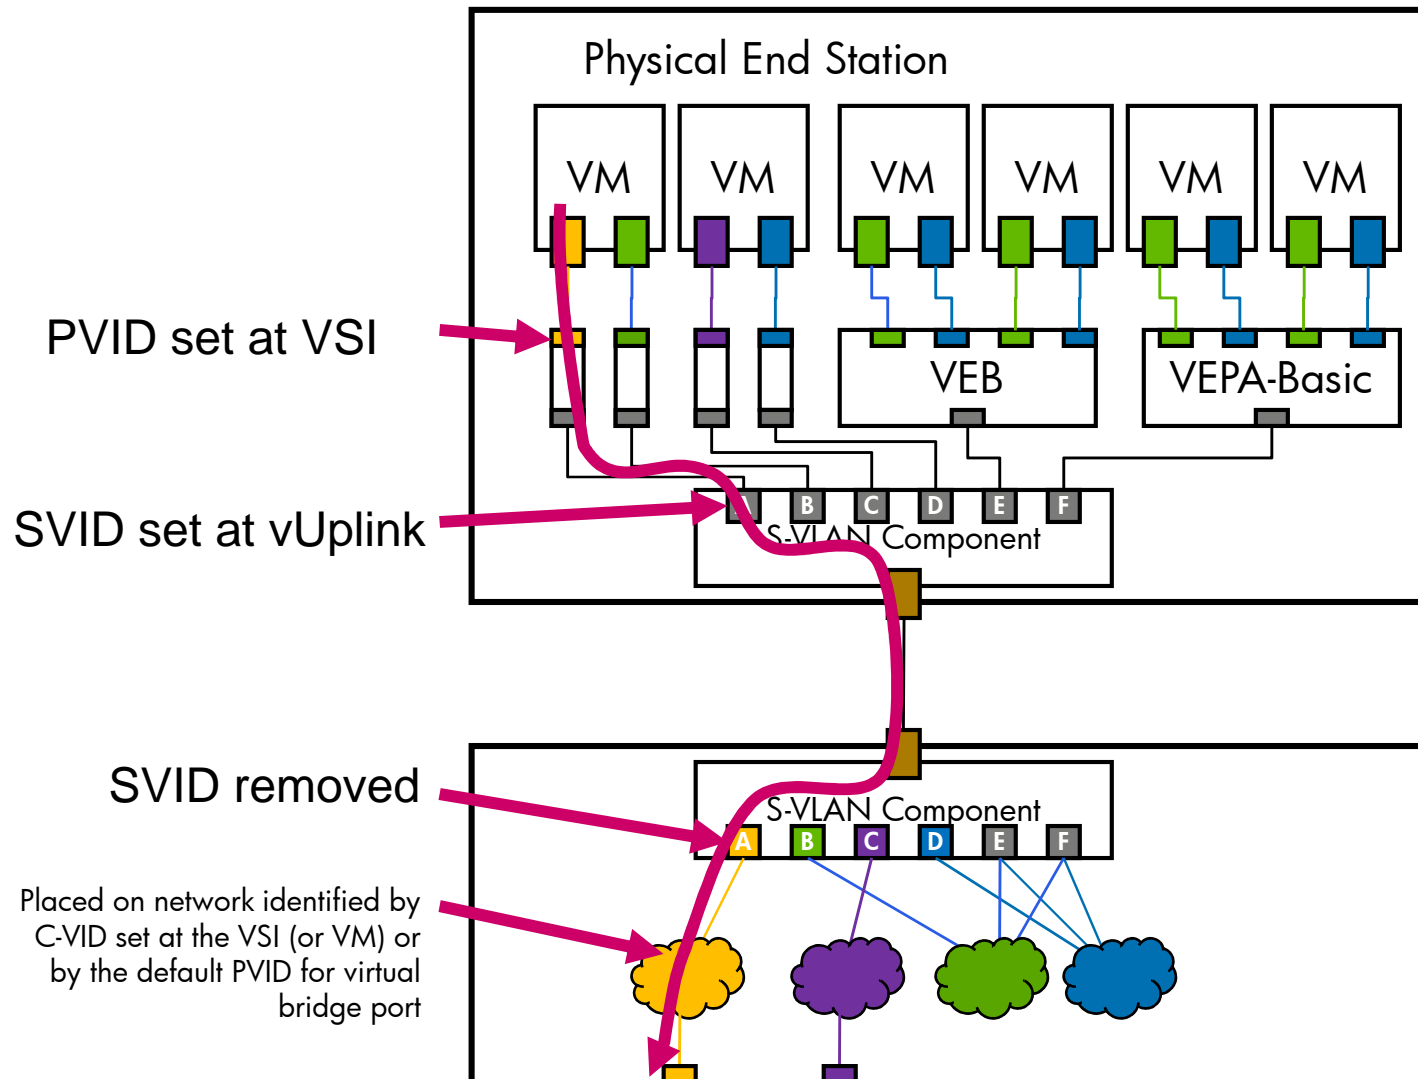 Physical End Station
VM VM VM VM VM VM
PVID set at VSI
VEB VEPA-Basic
SVID set at vUplink
A B C D E F
S-VLAN Component
SVID removed
S-VLAN Component
A B C D E F
Placed on network identified by
C-VID set at the VSI (or VM) or
by the default PVID for virtual
bridge port